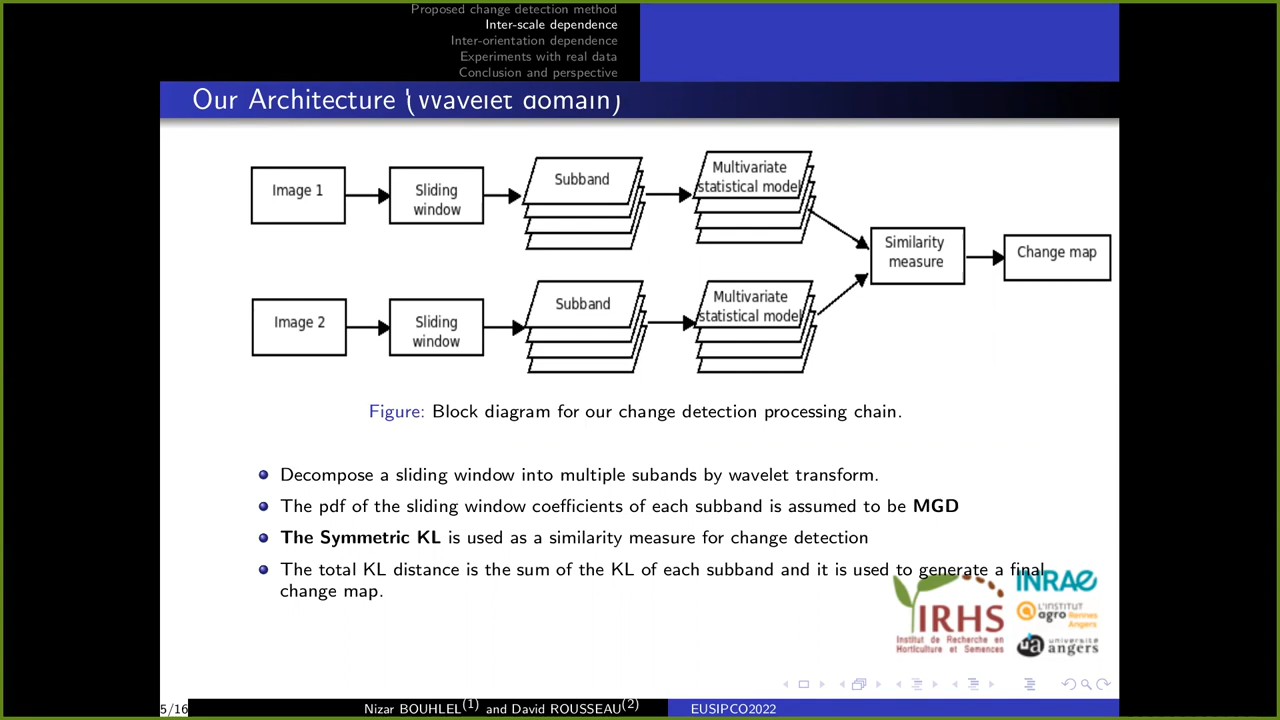 Proposed change detection method
Inter-scale dependence
Inter-orientation dependence
Experiments with real data
Conclusion and perspective
Our Architecture (Wavelet domain)
Image 1
Sliding
window
Subband
Multivariate
statistical model
Similarity
measure
Change map
Image 2
Sliding
window
Subband
Multivariate
statistical model
Figure: Block diagram for our change detection processing chain.
Decompose a sliding window into multiple subands by wavelet transform.
The pdf of the sliding window coefficients of each subband is assumed to be MGD
The Symmetric KL is used as a similarity measure for change detection
The total KL distance is the sum of the KL of each subband and it is used to generate a final
change map.
IRHS
Institut de Recherche en
Horticulture et Semences
INRAE
L'INSTITUT
agro Rennes
Angers
ua université
angers
5/16
Nizar BOUHLEL(1) and David ROUSSEAU(2)
EUSIPCO2022